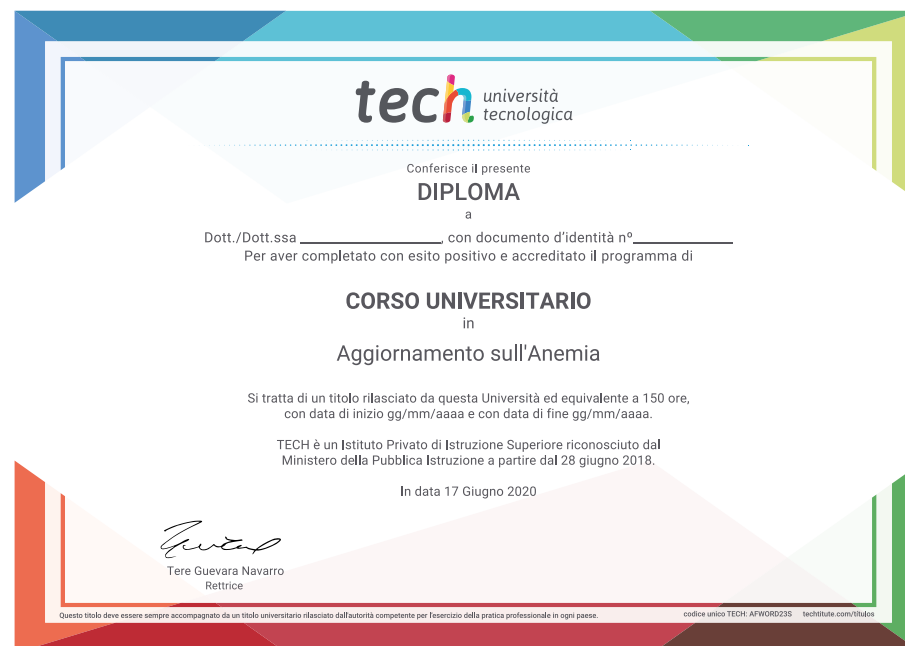 tech università
tecnologica
Conferisce il presente
DIPLOMA
a
Dott./Dott.ssa ____________________, con documento d'identità nº______________
Per aver completato con esito positivo e accreditato il programma di
CORSO UNIVERSITARIO
in
Aggiornamento sull'Anemia
Si tratta di un titolo rilasciato da questa Università ed equivalente a 150 ore,
con data di inizio gg/mm/aaaa e con data di fine gg/mm/aaaa.
TECH è un Istituto Privato di Istruzione Superiore riconosciuto dal
Ministero della Pubblica Istruzione a partire dal 28 giugno 2018.
In data 17 Giugno 2020
Tere Guevara Navarro
Rettrice
Questo titolo deve essere sempre accompagnato da un titolo universitario rilasciato dall'autorità competente per l'esercizio della pratica professionale in ogni paese.
codice unico TECH: AFWORD23S techtitute.com/titulos